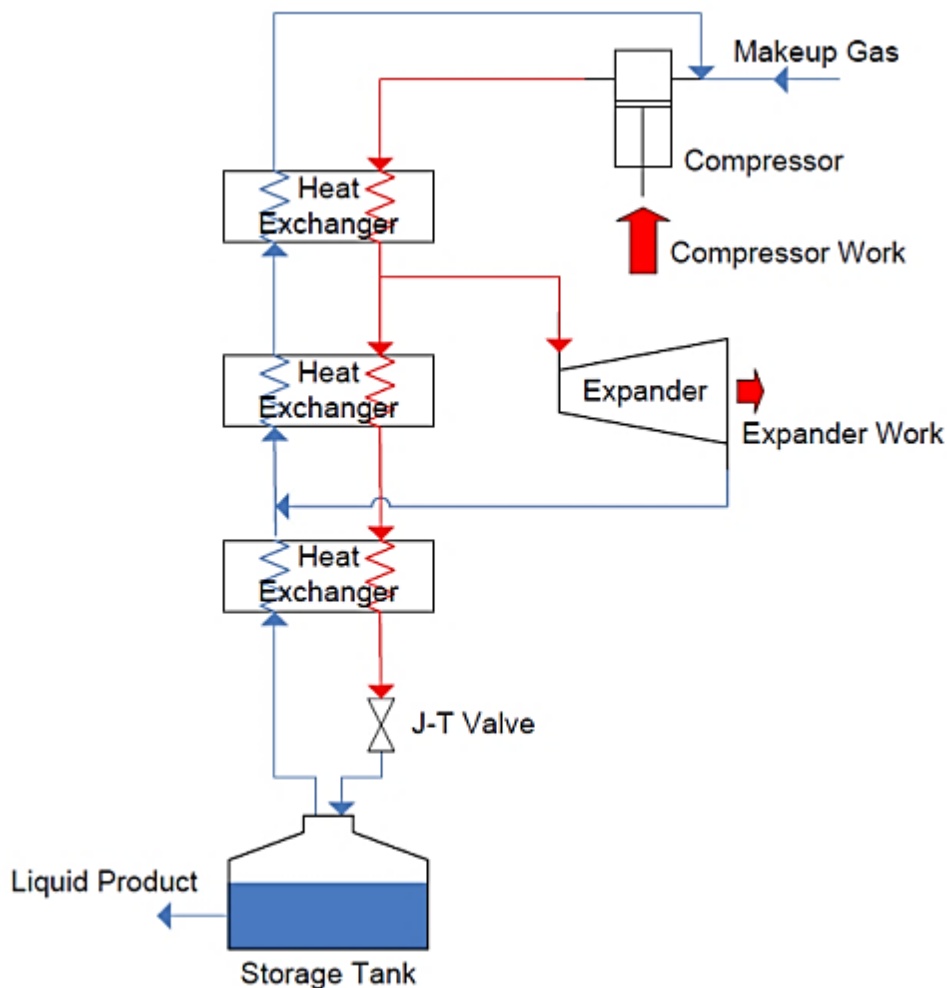 Makeup Gas
Compressor
Compressor Work
Heat
Exchanger
Heat
Exchanger
Expander
Expander Work
Heat
Exchanger
J-T Valve
Liquid Product
Storage Tank